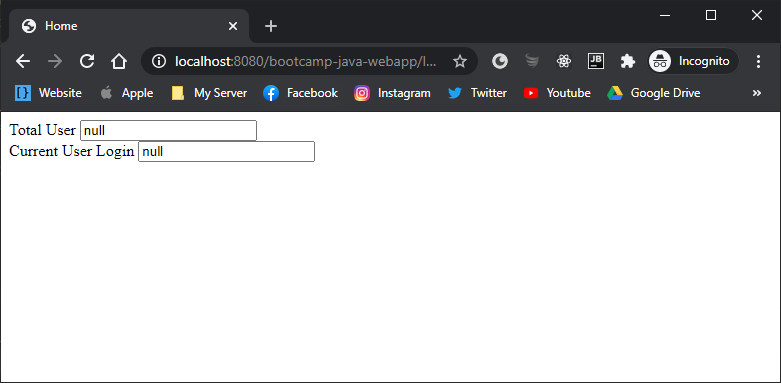 Home
localhost:8080/bootcamp-java-webapp/l...
JB
Incognito
Website Apple My Server Facebook Instagram Twitter Youtube Google Drive »
Total User null
Current User Login null